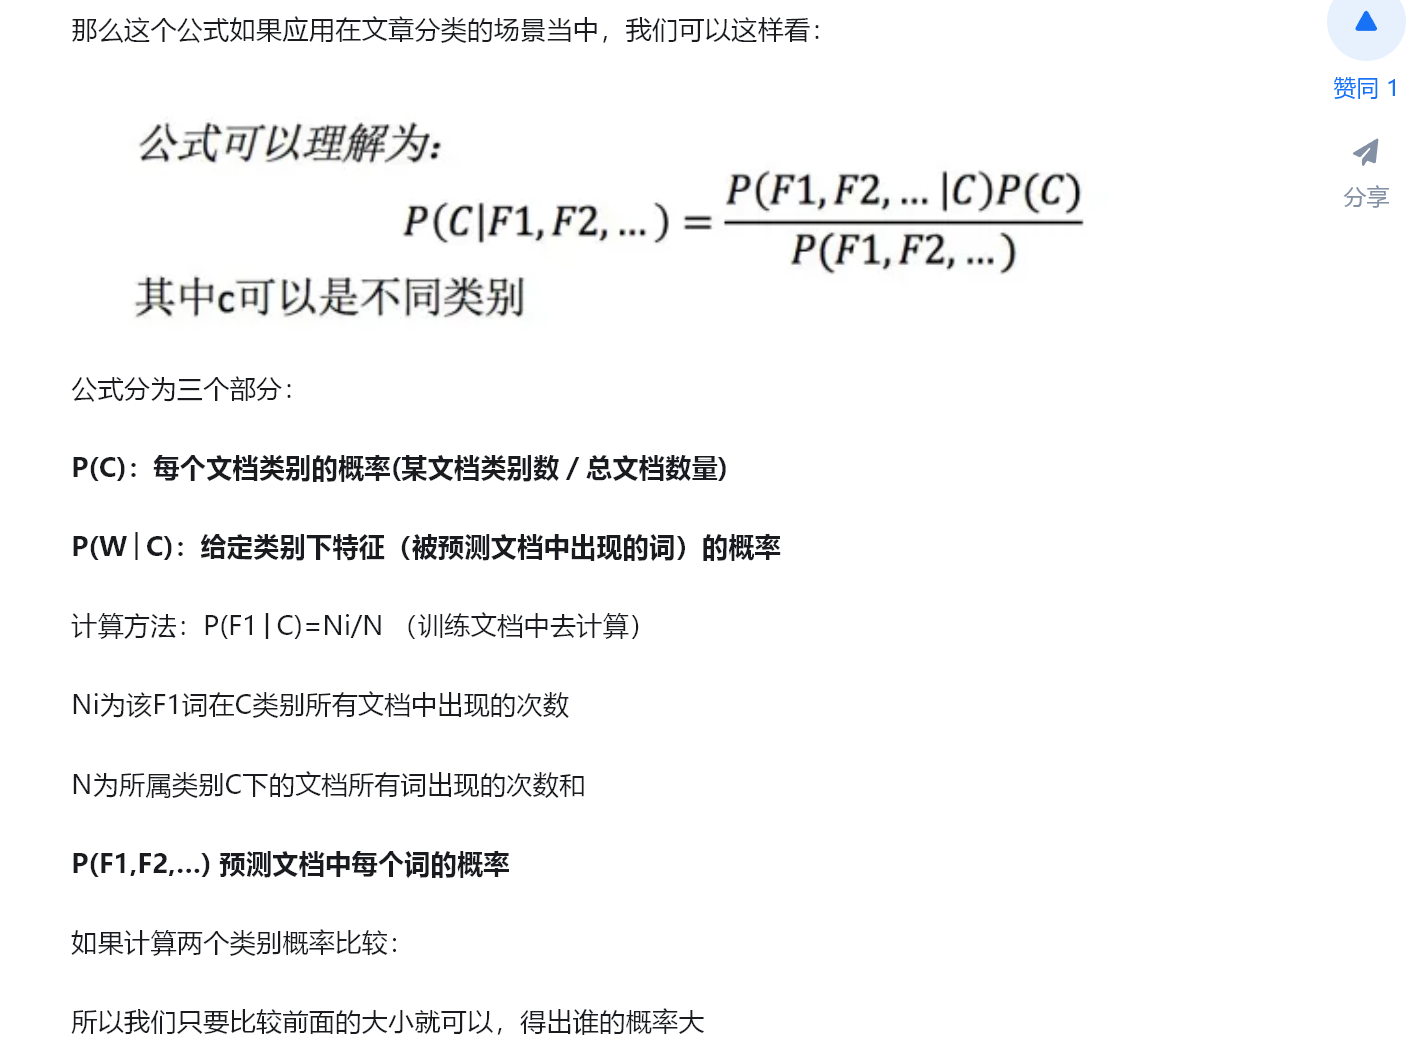 那么这个公式如果应用在文章分类的场景当中，我们可以这样看：
赞同 1
分享
公式可以理解为：
P(C|F1,F2,…) = P(F1,F2,… |C)P(C) / P(F1,F2,…)
其中c可以是不同类别
公式分为三个部分：
P(C)：每个文档类别的概率(某文档类别数 / 总文档数量)
P(W│C)：给定类别下特征（被预测文档中出现的词）的概率
计算方法：P(F1│C)=Ni/N （训练文档中去计算）
Ni为该F1词在C类别所有文档中出现的次数
N为所属类别C下的文档所有词出现的次数和
P(F1,F2,…) 预测文档中每个词的概率
如果计算两个类别概率比较：
所以我们只要比较前面的大小就可以，得出谁的概率大